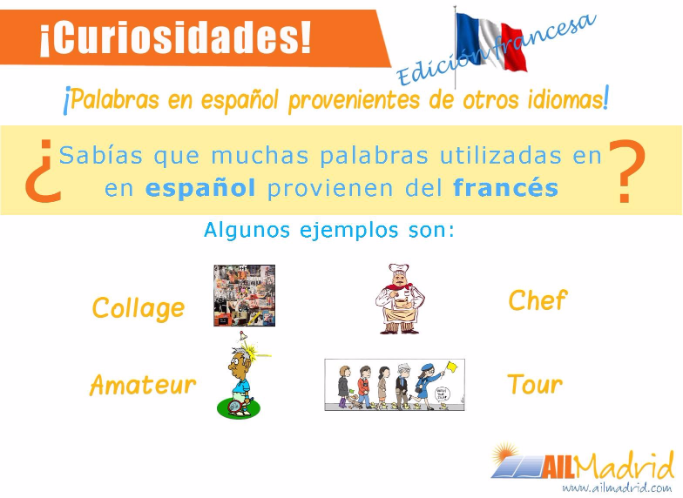 ¡Curiosidades!
Edición francesa
¡Palabras en español provenientes de otros idiomas!
¿Sabías que muchas palabras utilizadas en
en español provienen del francés?
Algunos ejemplos son:
Collage
Chef
Amateur
Tour
AILMadrid
www.ailmadrid.com